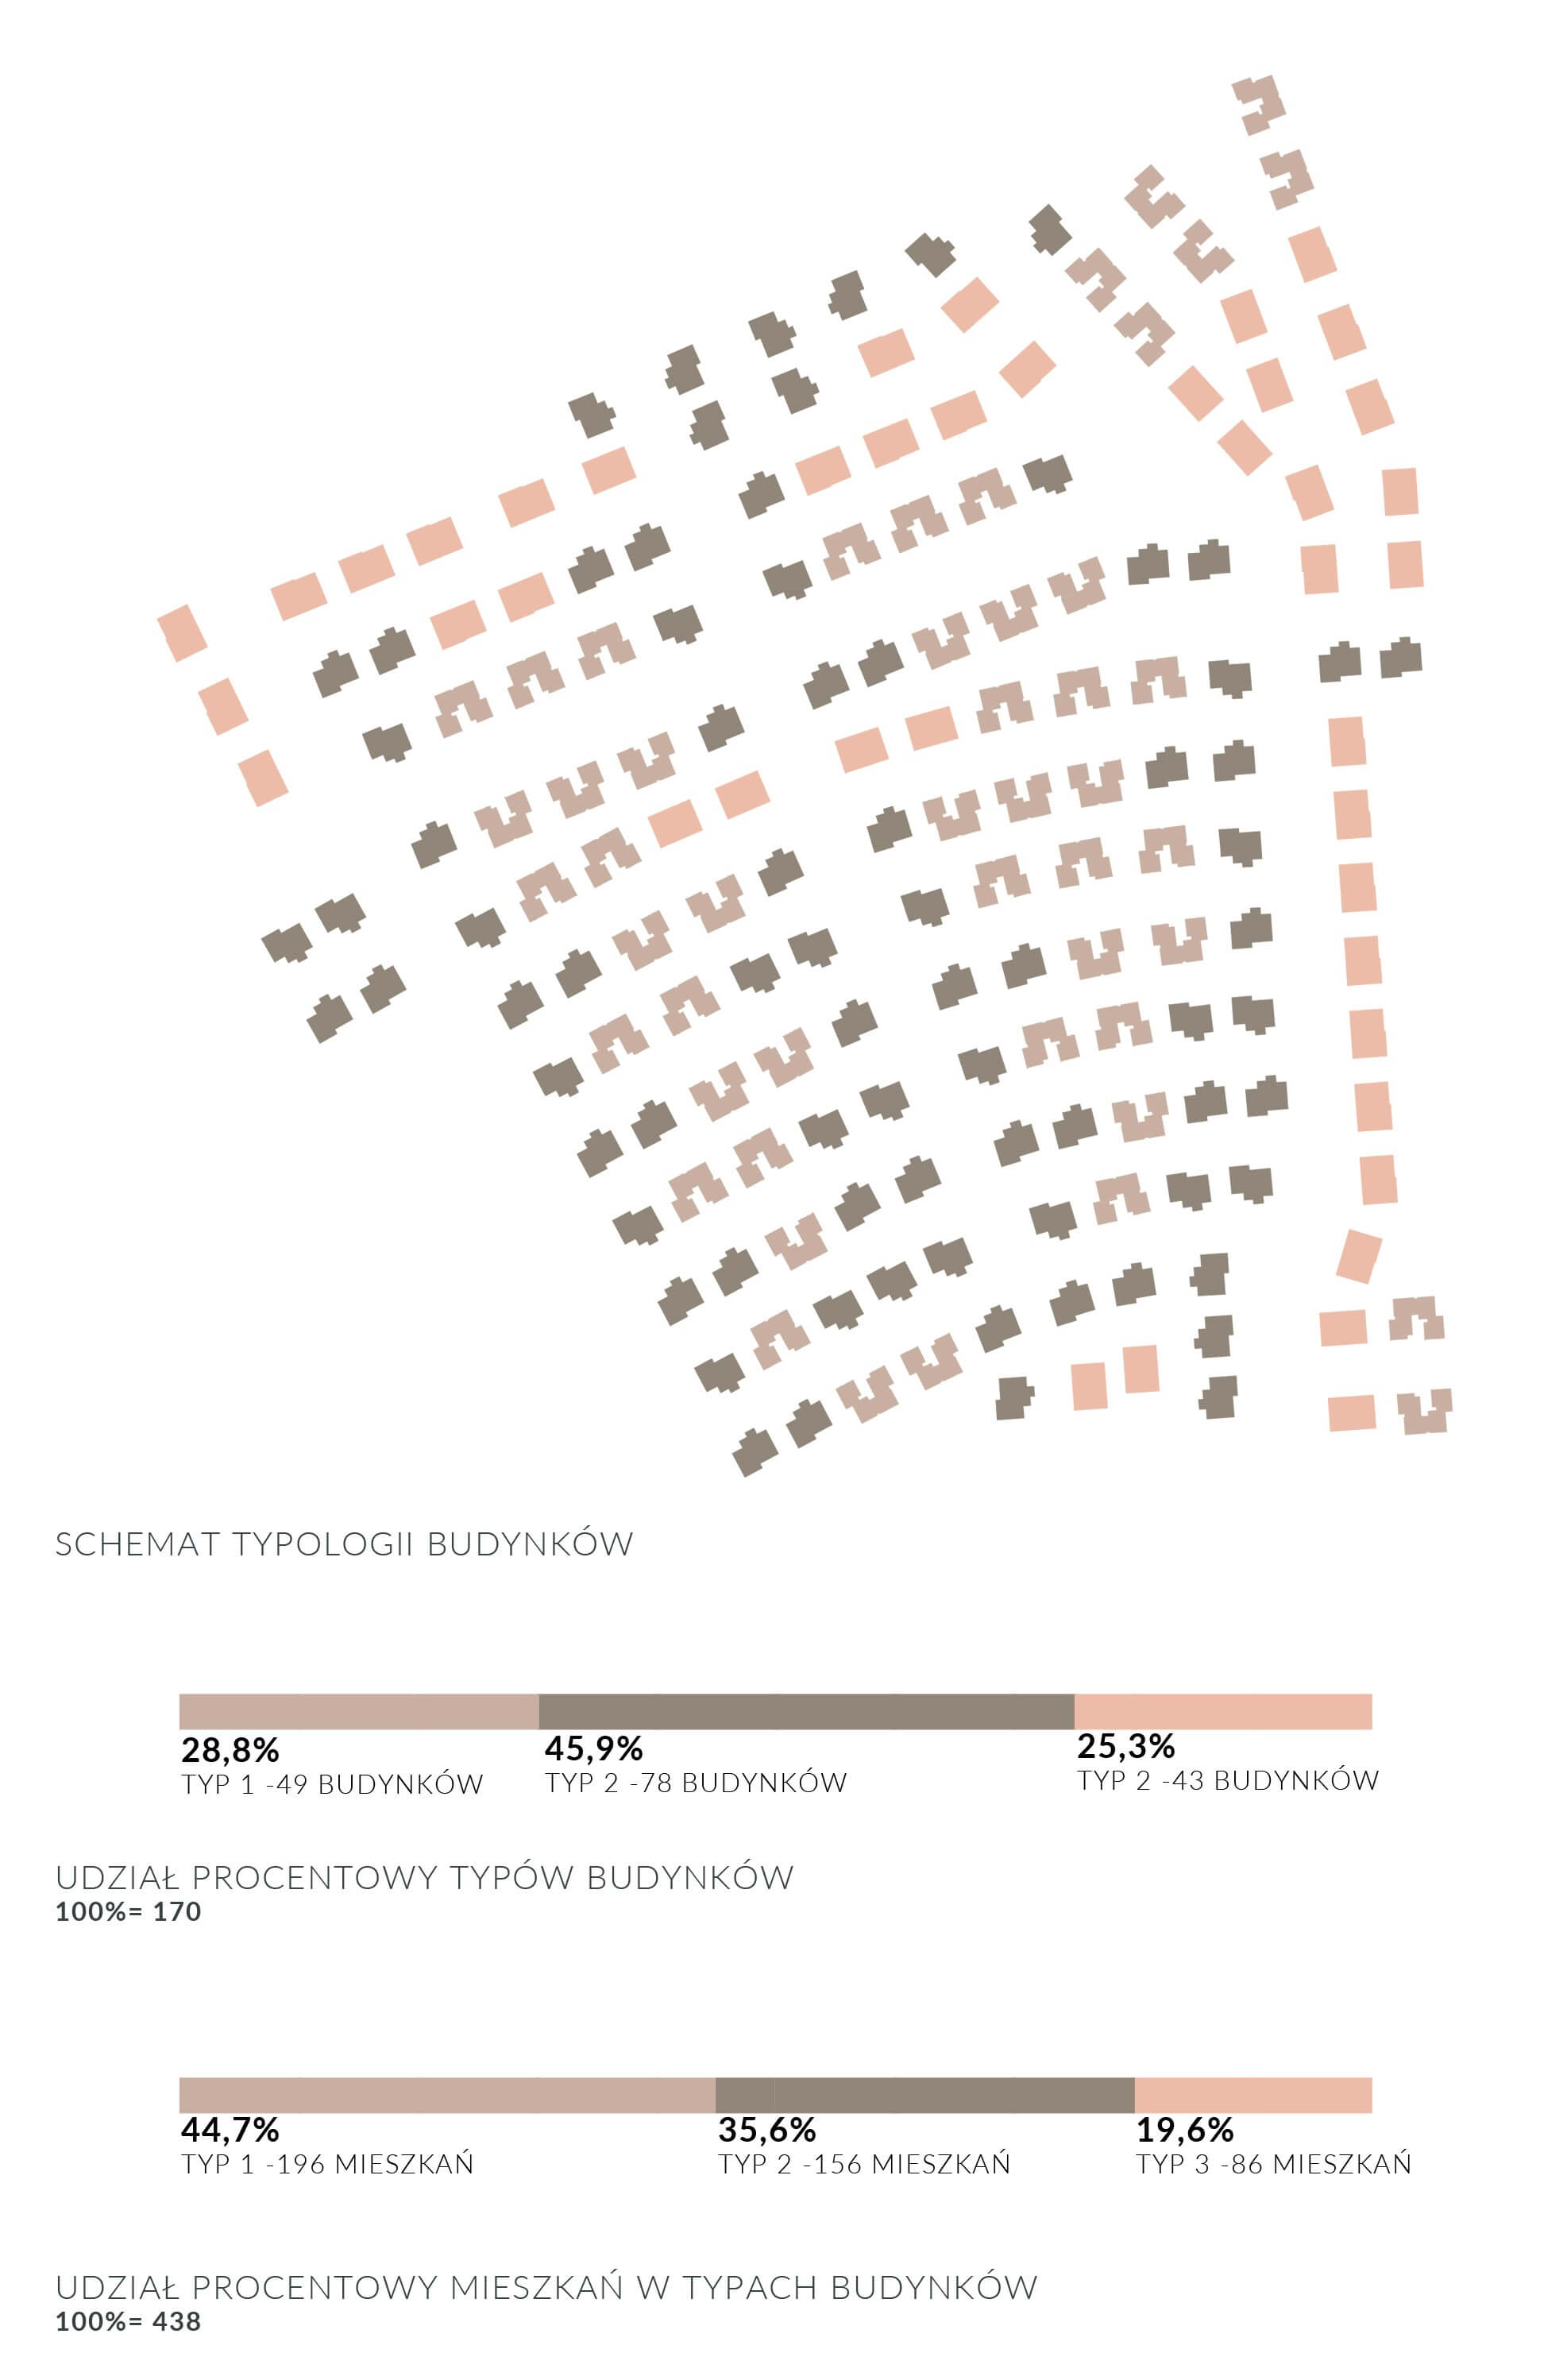 SCHEMAT TYPOLOGII BUDYNKÓW
28,8%
TYP 1 -49 BUDYNKÓW
45,9%
TYP 2 -78 BUDYNKÓW
25,3%
TYP 2 -43 BUDYNKÓW
UDZIAŁ PROCENTOWY TYPÓW BUDYNKÓW
100%= 170
44,7%
TYP 1 -196 MIESZKAŃ
35,6%
TYP 2 -156 MIESZKAŃ
19,6%
TYP 3 -86 MIESZKAŃ
UDZIAŁ PROCENTOWY MIESZKAŃ W TYPACH BUDYNKÓW
100%= 438